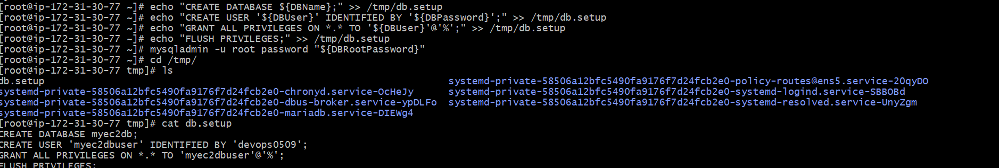 [root@ip-172-31-30-77 ~]# echo "CREATE DATABASE ${DBName};" >> /tmp/db.setup
[root@ip-172-31-30-77 ~]# echo "CREATE USER '${DBUser}' IDENTIFIED BY '${DBPassword}';" >> /tmp/db.setup
[root@ip-172-31-30-77 ~]# echo "GRANT ALL PRIVILEGES ON *.* TO '${DBUser}'@'%';" >> /tmp/db.setup
[root@ip-172-31-30-77 ~]# echo "FLUSH PRIVILEGES;" >> /tmp/db.setup
[root@ip-172-31-30-77 ~]# mysqladmin -u root password "${DBRootPassword}"
[root@ip-172-31-30-77 ~]# cd /tmp/
[root@ip-172-31-30-77 tmp]# ls
db.setup systemd-private-58506a12bfc5490fa9176f7d24fcb2e0-policy-routes@ens5.service-2OqyDO
systemd-private-58506a12bfc5490fa9176f7d24fcb2e0-chronyd.service-OcHeJy systemd-private-58506a12bfc5490fa9176f7d24fcb2e0-systemd-logind.service-SBBOBd
systemd-private-58506a12bfc5490fa9176f7d24fcb2e0-dbus-broker.service-ypDLFo systemd-private-58506a12bfc5490fa9176f7d24fcb2e0-systemd-resolved.service-UnyZgm
systemd-private-58506a12bfc5490fa9176f7d24fcb2e0-mariadb.service-DIEWg4
[root@ip-172-31-30-77 tmp]# cat db.setup
CREATE DATABASE myec2db;
CREATE USER 'myec2dbuser' IDENTIFIED BY 'devops0509';
GRANT ALL PRIVILEGES ON *.* TO 'myec2dbuser'@'%';
FLUSH PRIVILEGES;